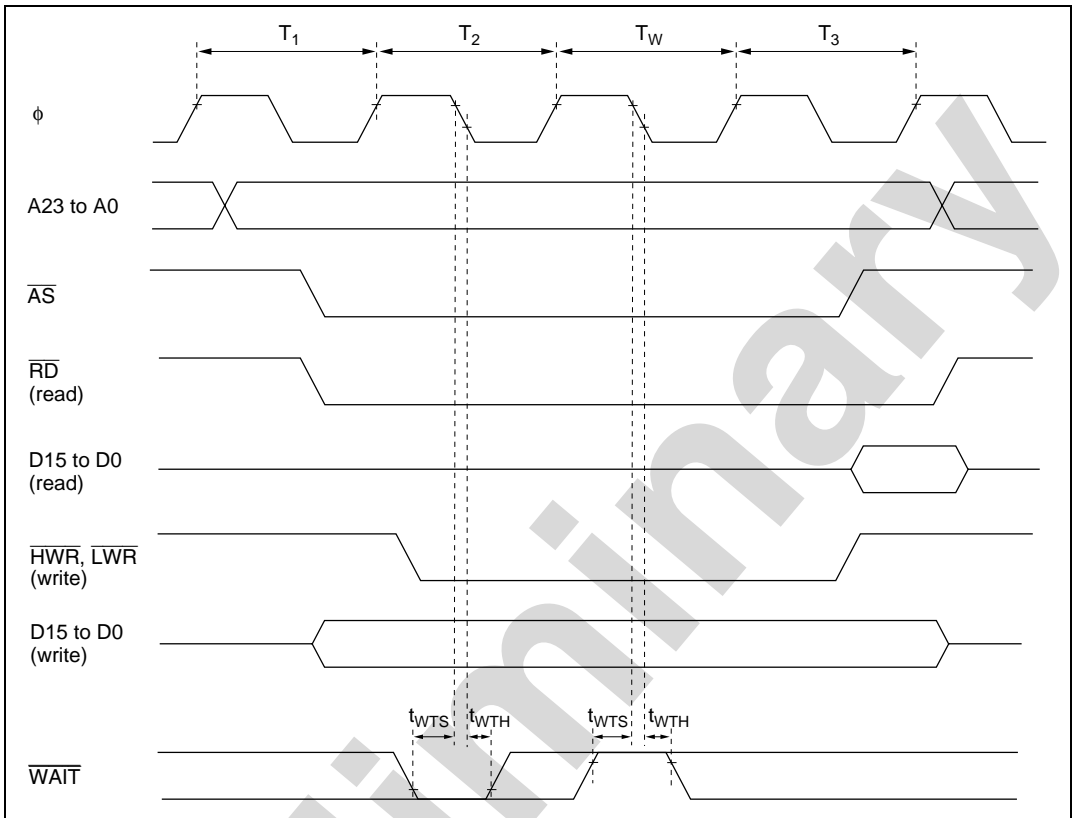 T1 T2 TW T3
ϕ
A23 to A0
AS
RD
(read)
D15 to D0
(read)
HWR, LWR
(write)
D15 to D0
(write)
tWTS tWTH tWTS tWTH
WAIT
iminary